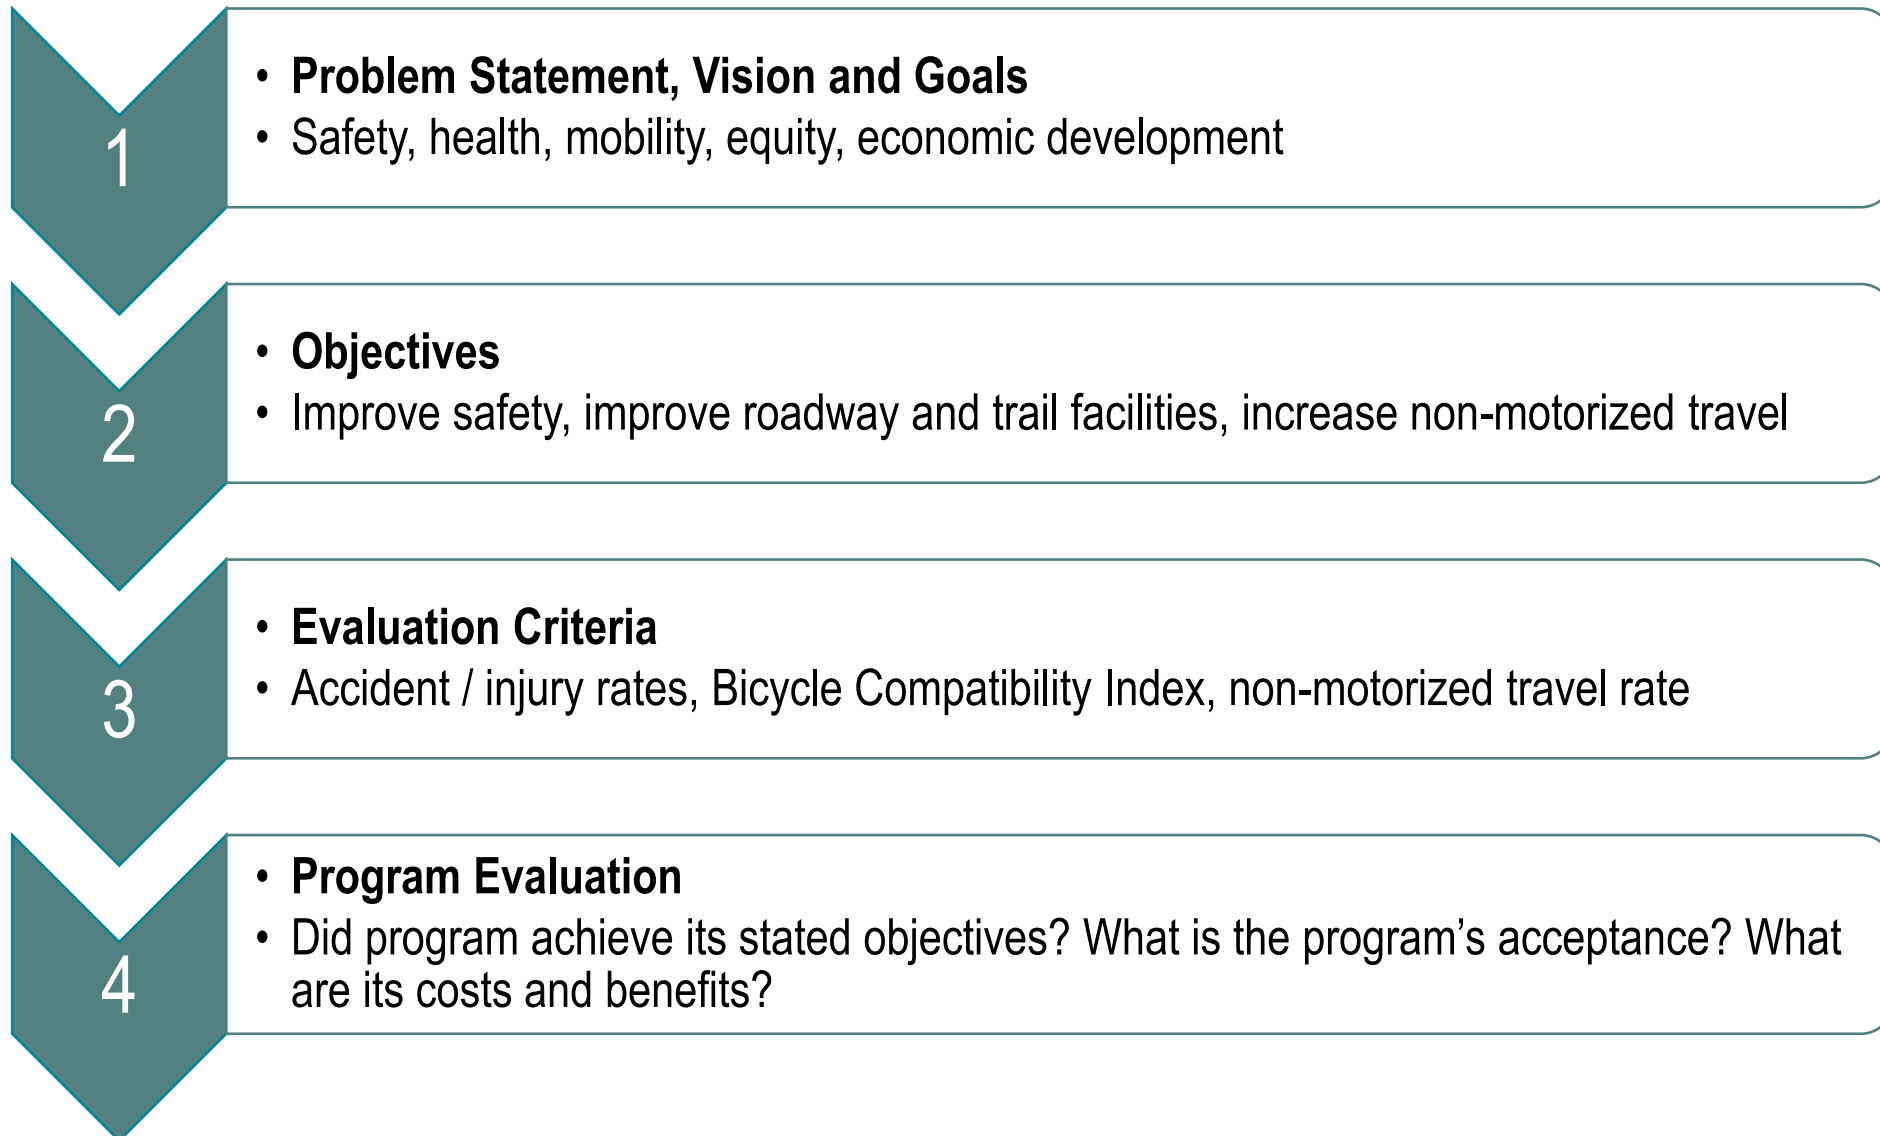 1
• Problem Statement, Vision and Goals
• Safety, health, mobility, equity, economic development
2
• Objectives
• Improve safety, improve roadway and trail facilities, increase non-motorized travel
3
• Evaluation Criteria
• Accident / injury rates, Bicycle Compatibility Index, non-motorized travel rate
4
• Program Evaluation
• Did program achieve its stated objectives? What is the program’s acceptance? What
are its costs and benefits?